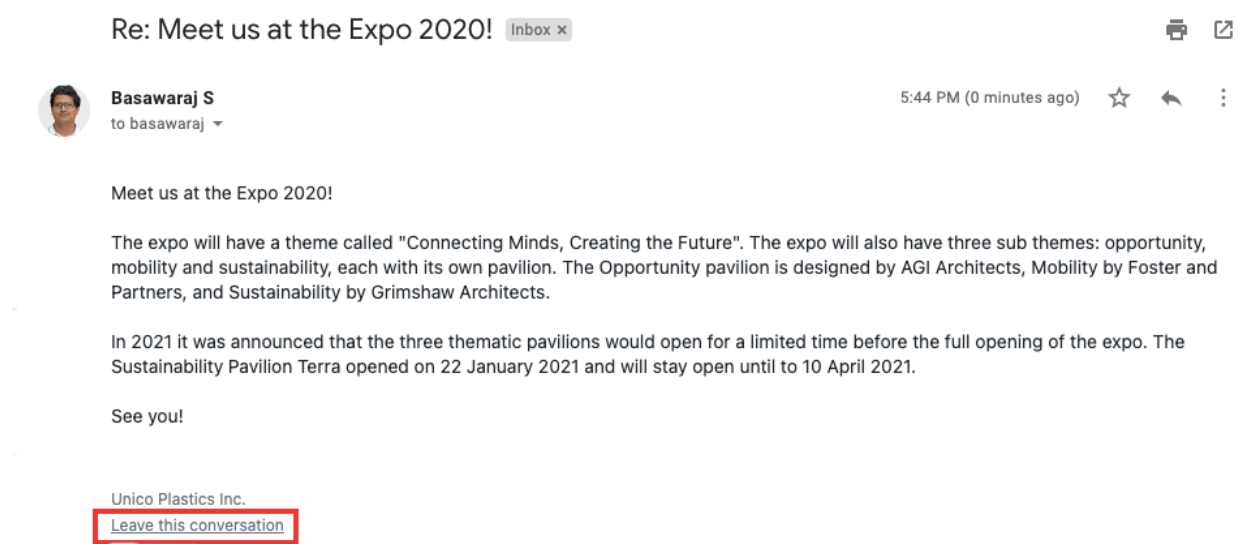 Re: Meet us at the Expo 2020! Inbox ×
Basawaraj S 5:44 PM (0 minutes ago)
to basawaraj
Meet us at the Expo 2020!
The expo will have a theme called "Connecting Minds, Creating the Future". The expo will also have three sub themes: opportunity,
mobility and sustainability, each with its own pavilion. The Opportunity pavilion is designed by AGI Architects, Mobility by Foster and
Partners, and Sustainability by Grimshaw Architects.
In 2021 it was announced that the three thematic pavilions would open for a limited time before the full opening of the expo. The
Sustainability Pavilion Terra opened on 22 January 2021 and will stay open until to 10 April 2021.
See you!
Unico Plastics Inc.
Leave this conversation